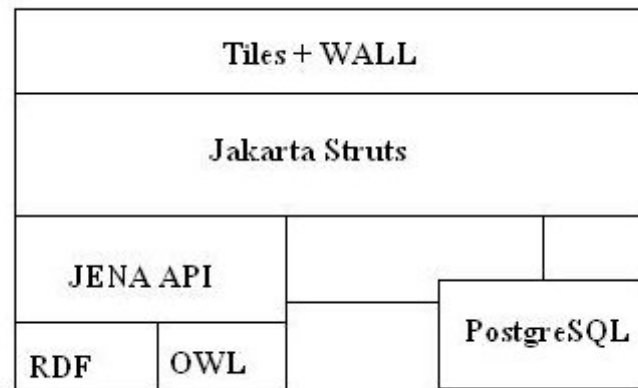 Tiles + WALL
Jakarta Struts
JENA API
PostgreSQL
RDF
OWL